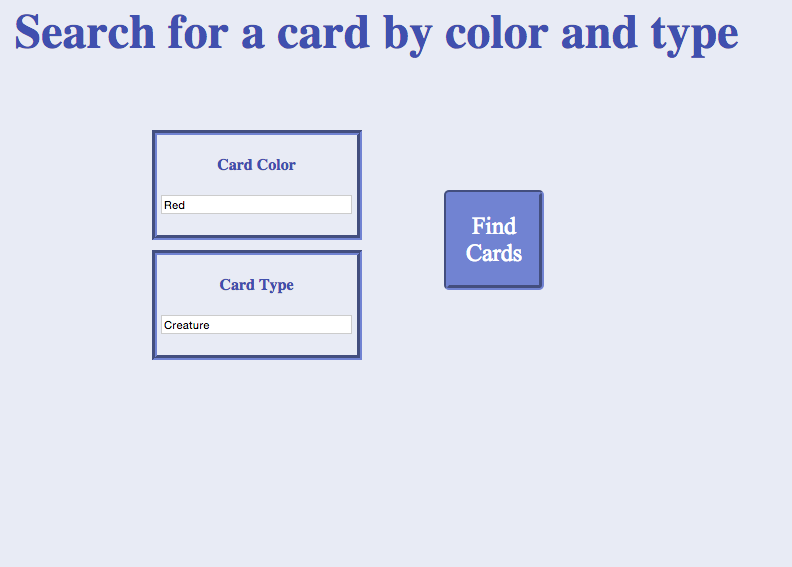 Search for a card by color and type
Card Color
Red
Card Type
Creature
Find
Cards